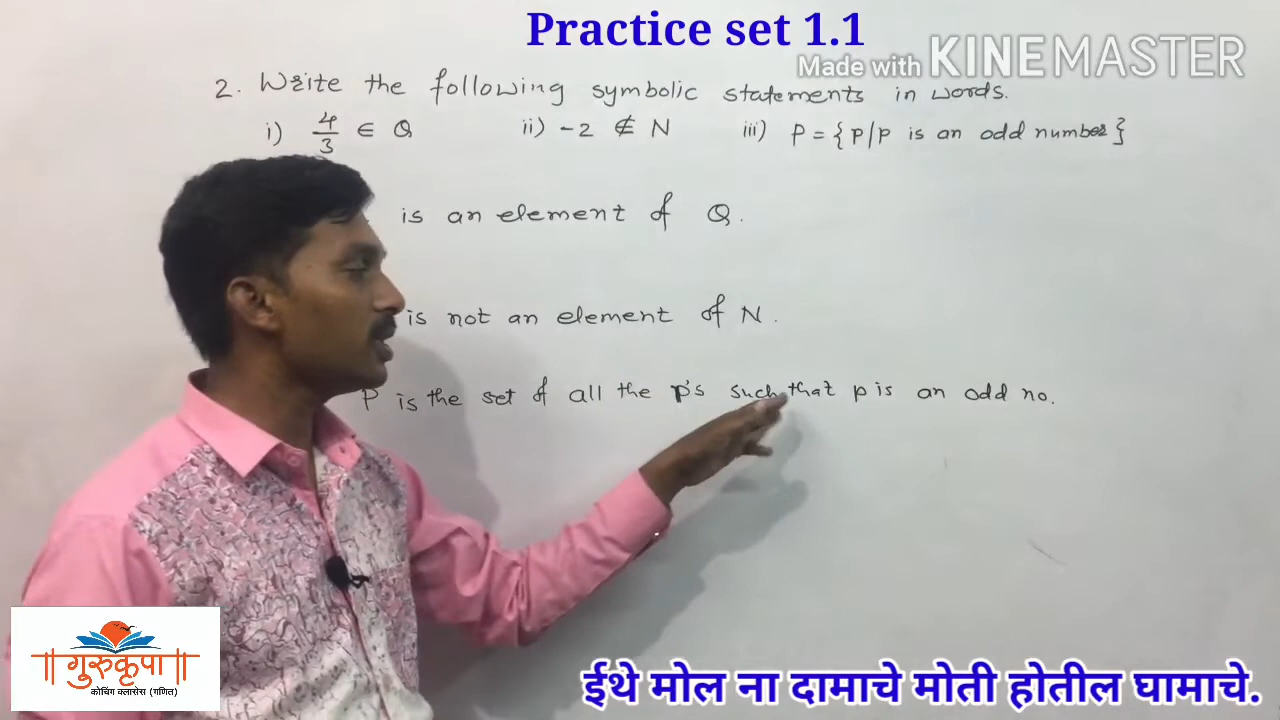 Practice set 1.1
Made with KINEMASTER
2. Write the following symbolic statements in words.
i) 4/3 ∈ Q ii) -2 ∉ N iii) P = {p/p is an odd number}
is an element of Q.
is not an element of N.
P is the set of all the p's such that p is an odd no.
॥ गुरुकृपा ॥
कोचिंग क्लासेस (गणित)
ईथे मोल ना दामाचे मोती होतील घामाचे.